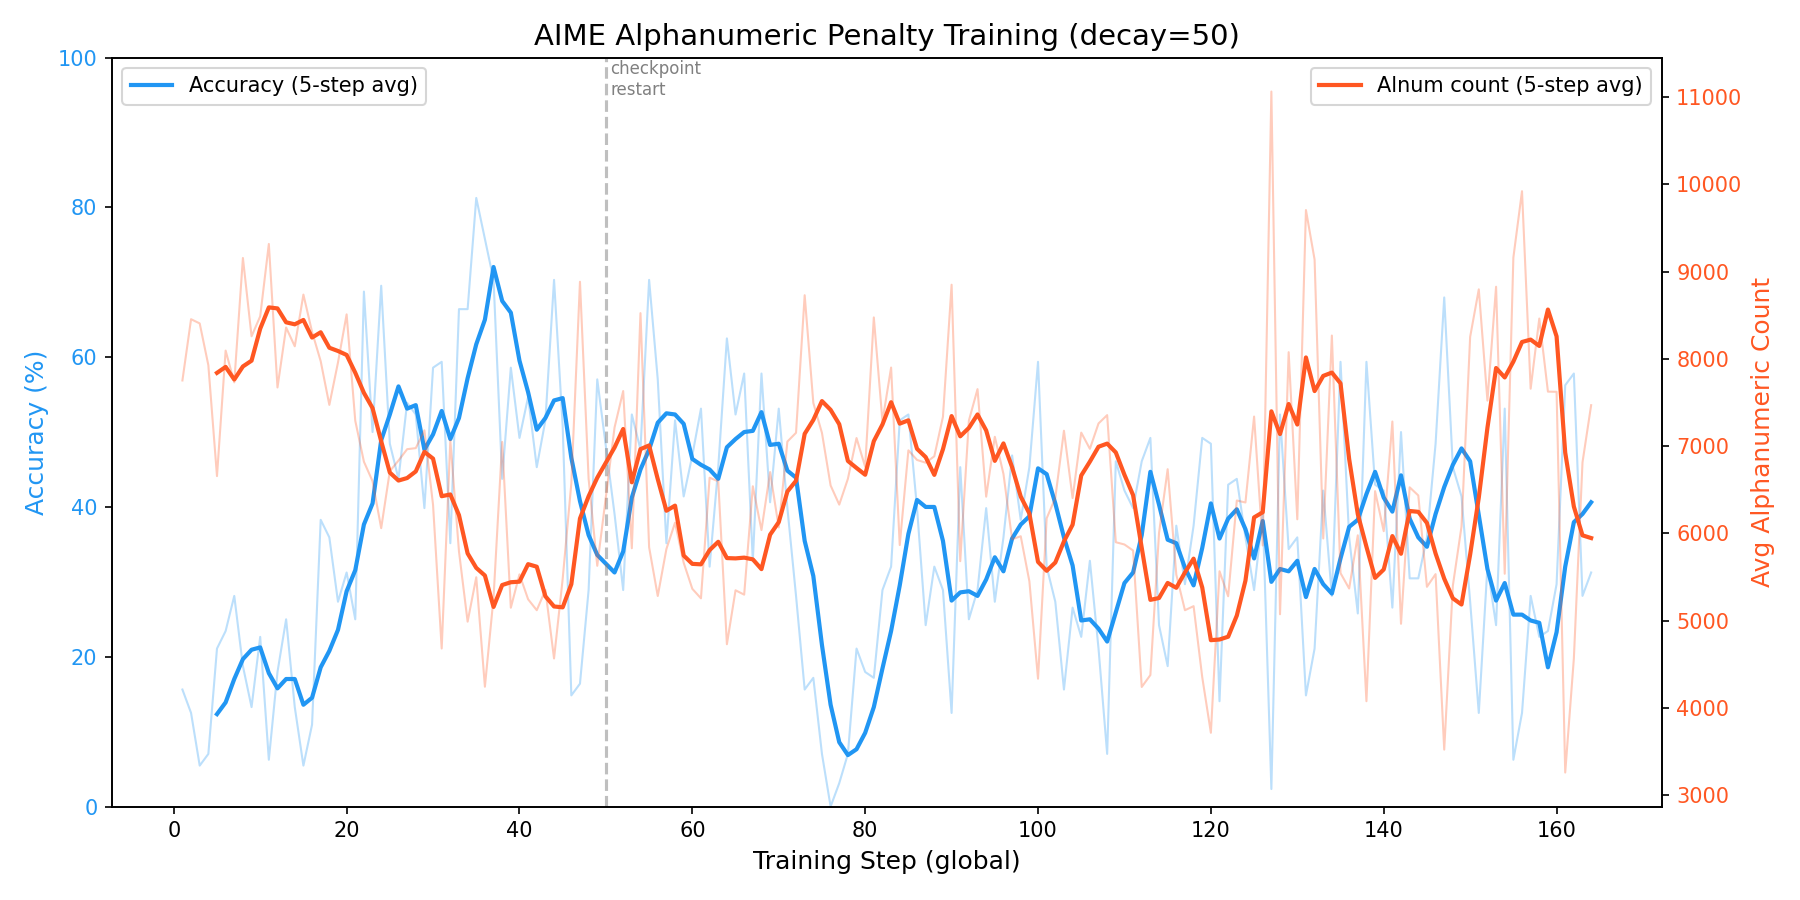 AIME Alphanumeric Penalty Training (decay=50)
Accuracy (5-step avg)
checkpoint
restart
Alnum count (5-step avg)
Accuracy (%)
100
80
60
40
20
0
11000
10000
9000
8000
7000
6000
5000
4000
3000
Avg Alphanumeric Count
0 20 40 60 80 100 120 140 160
Training Step (global)